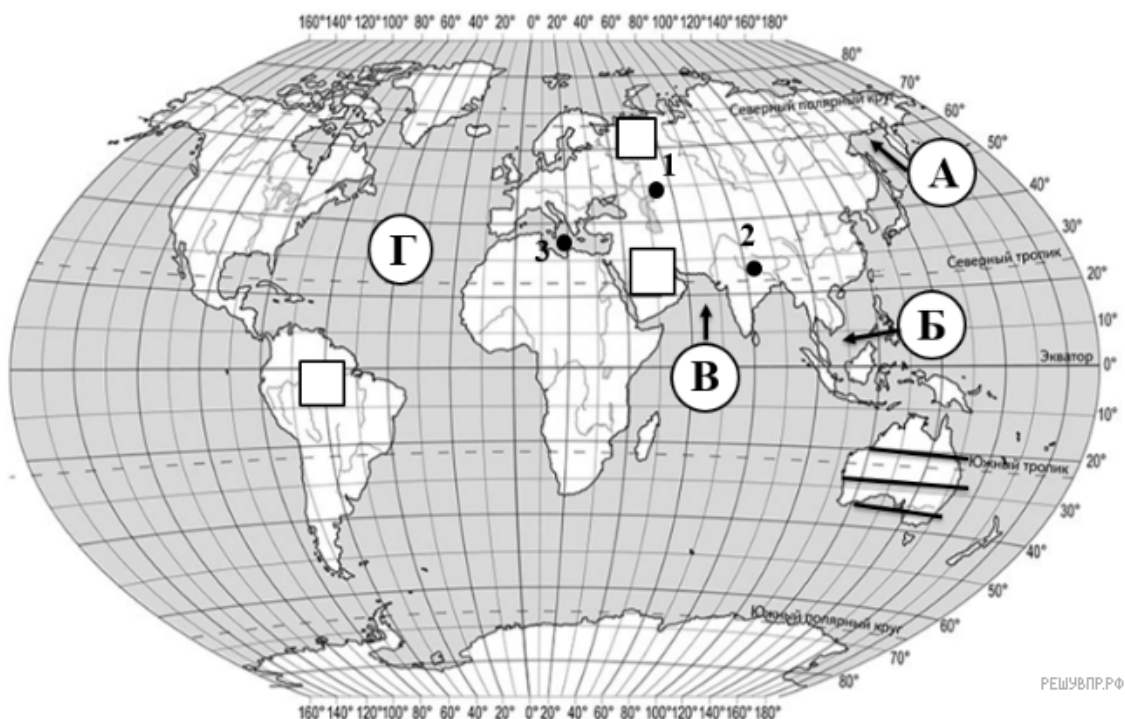 160°140° 120°100° 80° 60° 40° 20° 0° 20° 40° 60° 80° 100°120°140°160°180°
80°
70°
Северный полярный круг
60°
50°
1
А
40°
30°
Г
3
2
Северный тропик
20°
10°
Б
Экватор
0°
В
10°
Южный тропик
20°
30°
40°
50°
Южный полярный круг
60°
70°
80°
РЕШУВПР.РФ
160°140°120°100° 80° 60° 40° 20° 0° 20° 40° 60° 80° 100°120°140°160°180°